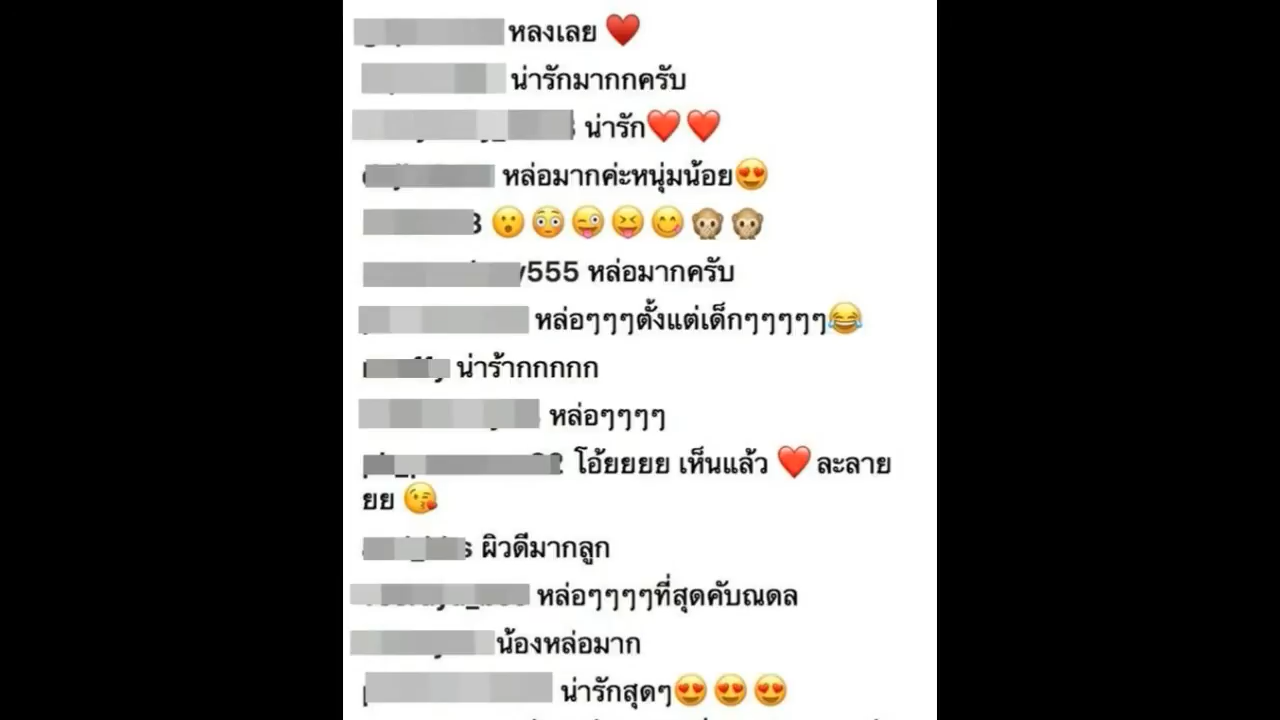 หลงเลย ❤️
น่ารักมากกครับ
น่ารัก❤️❤️
หล่อมากค่ะหนุ่มน้อย😍
😮😳😜😝😋🙊🙊
y555 หล่อมากครับ
หล่อๆๆๆตั้งแต่เด็กๆๆๆๆๆ😂
น่าร้ากกกกก
หล่อๆๆๆๆ
โอ้ยยยย เห็นแล้ว ❤️ละลาย
ยย 😘
ผิวดีมากลูก
หล่อๆๆๆๆที่สุดคับณดล
น้องหล่อมาก
น่ารักสุดๆ😍😍😍